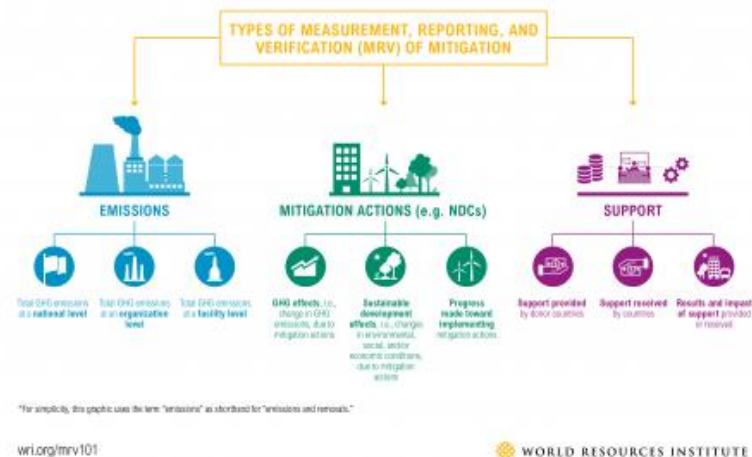 TYPES OF MEASUREMENT, REPORTING, AND
VERIFICATION (MRV) OF MITIGATION
EMISSIONS
Total GHG emissions
at a national level
Total GHG emissions
at an organization
level
Total GHG emissions
at a facility level
MITIGATION ACTIONS (e.g. NDCs)
GHG effects, i.e.,
change in GHG
emissions, due to
mitigation actions
Sustainable
development
effects, i.e., changes
in environmental,
social, and/or
economic conditions,
due to mitigation
actions
Progress
made toward
implementing
mitigation actions
SUPPORT
Support provided
by donor countries
Support received
by countries
Results and impact
of support provided
or received
"For simplicity, this graphic uses the term "emissions" as shorthand for "emissions and removals."
wri.org/mrv101
WORLD RESOURCES INSTITUTE